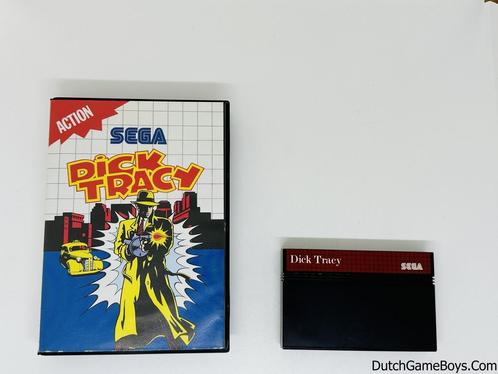 ACTION
SEGA
DICK
TRACY
Dick Tracy
SEGA
DutchGameBoys.Com